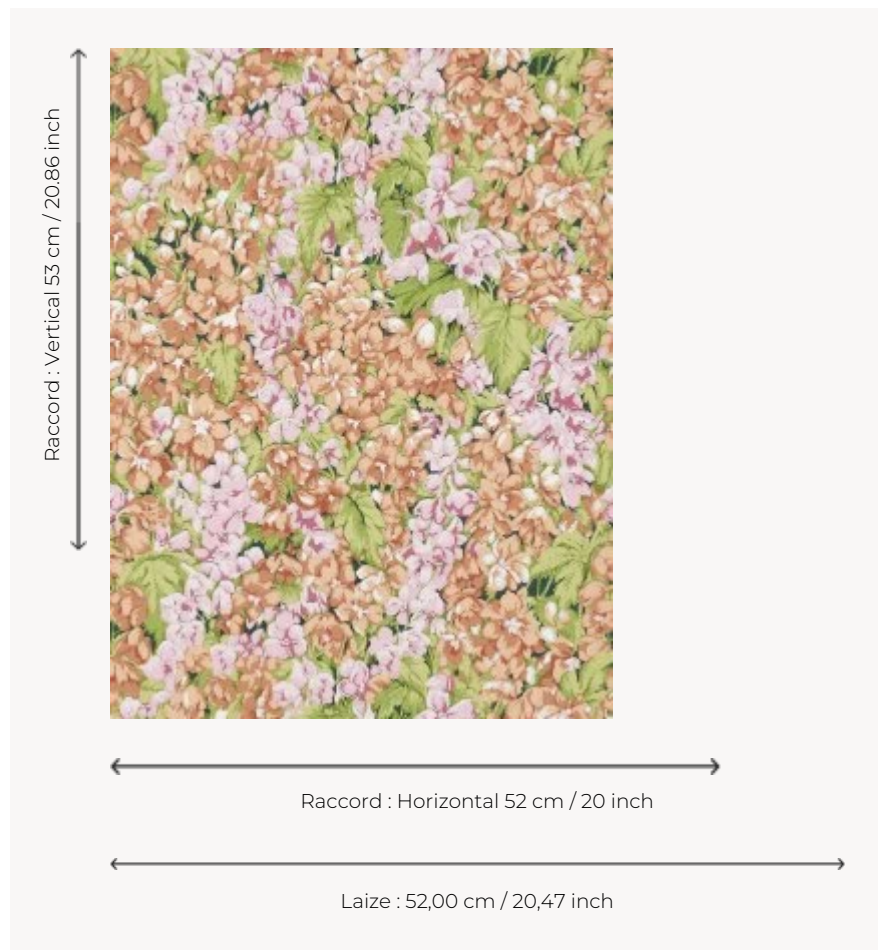 Raccord : Vertical 53 cm / 20.86 inch
Raccord : Horizontal 52 cm / 20 inch
Laize : 52,00 cm / 20,47 inch